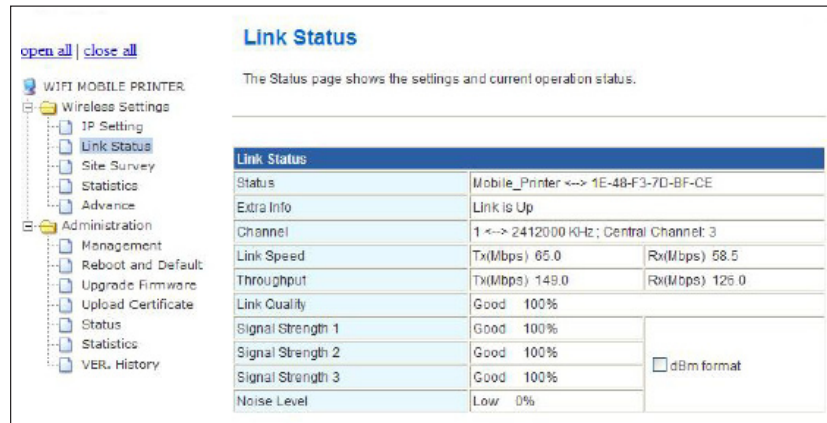 open all | close all
WIFI MOBILE PRINTER
Wireless Settings
IP Setting
Link Status
Site Survey
Statistics
Advance
Administration
Management
Reboot and Default
Upgrade Firmware
Upload Certificate
Status
Statistics
VER. History
Link Status
The Status page shows the settings and current operation status.
Link Status
Status Mobile_Printer <--> 1E-48-F3-7D-BF-CE
Extra Info Link is Up
Channel 1 <--> 2412000 KHz ; Central Channel: 3
Link Speed Tx(Mbps) 65.0 Rx(Mbps) 58.5
Throughput Tx(Mbps) 149.0 Rx(Mbps) 126.0
Link Quality Good 100%
Signal Strength 1 Good 100%
Signal Strength 2 Good 100%
dBm format
Signal Strength 3 Good 100%
Noise Level Low 0%